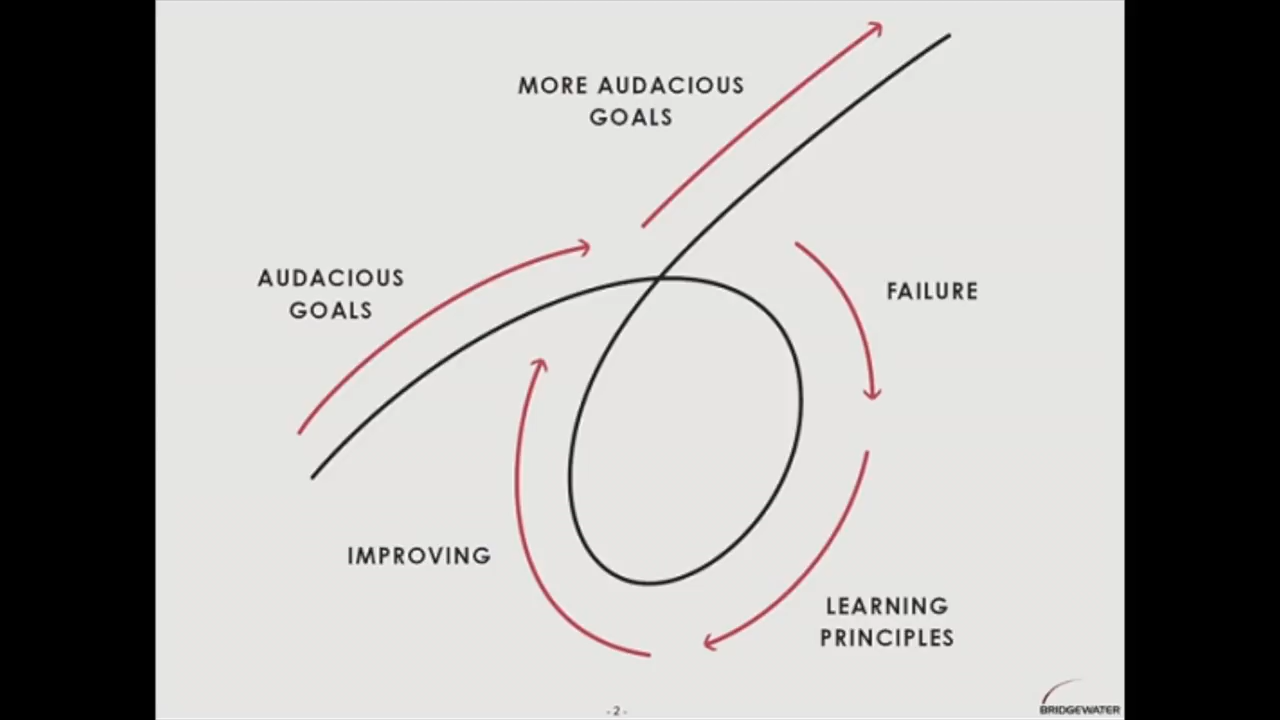 MORE AUDACIOUS
GOALS
AUDACIOUS
GOALS
FAILURE
IMPROVING
LEARNING
PRINCIPLES
- 2 -
BRIDGEWATER